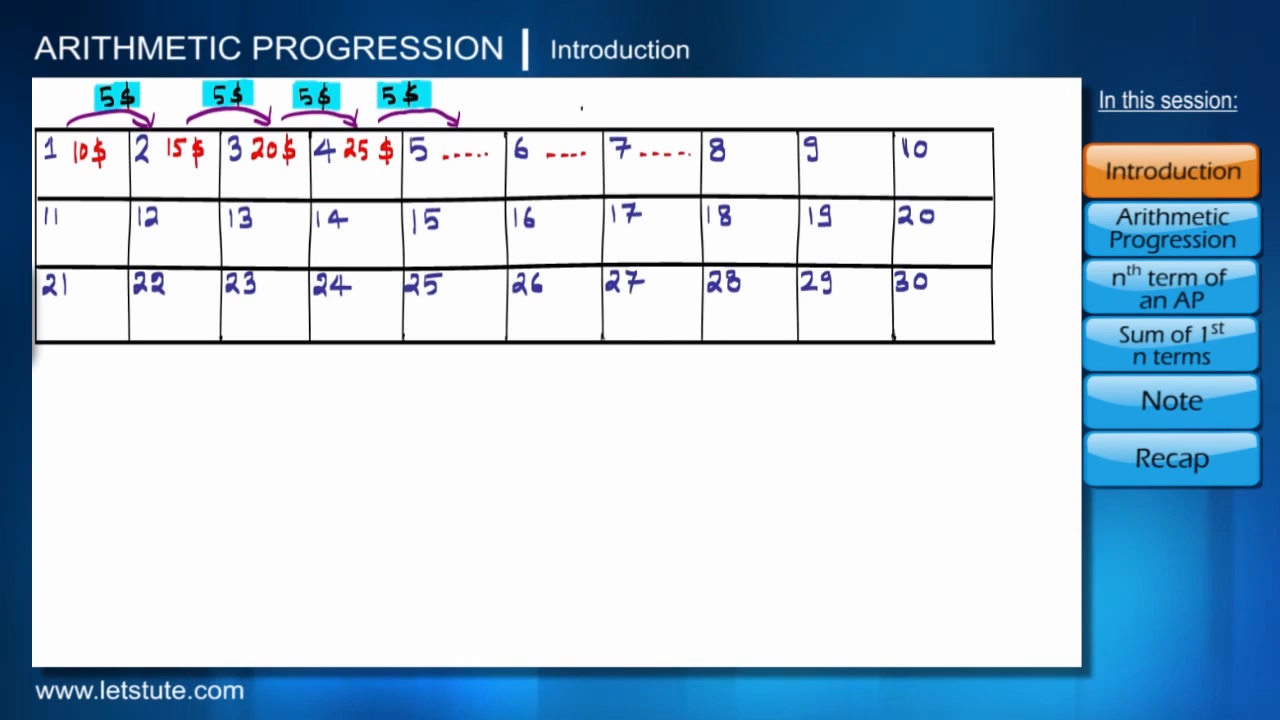 ARITHMETIC PROGRESSION | Introduction
5$ 5$ 5$ 5$
1 10$ 2 15$ 3 20$ 4 25 $ 5 ...... 6 ..... 7 ...... 8 9 10
11 12 13 14 15 16 17 18 19 20
21 22 23 24 25 26 27 28 29 30
In this session:
Introduction
Arithmetic
Progression
nth term of
an AP
Sum of 1st
n terms
Note
Recap
www.letstute.com